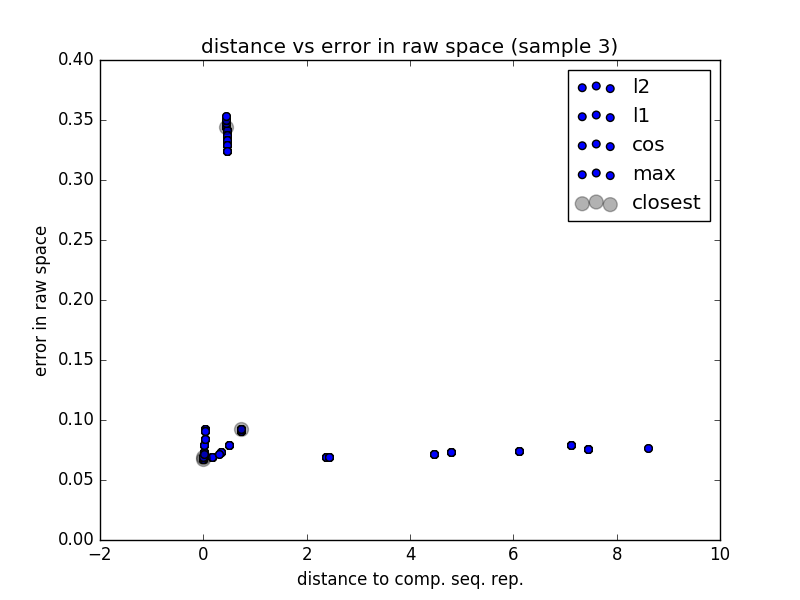 distance vs error in raw space (sample 3)
0.40
0.35
0.30
0.25
0.20
0.15
0.10
0.05
0.00
error in raw space
l2
l1
cos
max
closest
−2 0 2 4 6 8 10
distance to comp. seq. rep.